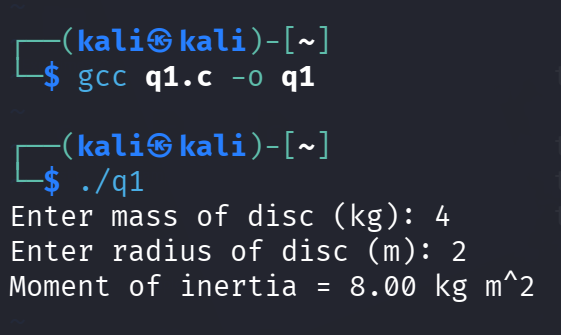 ┌──(kali㉿kali)-[~]
└─$ gcc q1.c -o q1
┌──(kali㉿kali)-[~]
└─$ ./q1
Enter mass of disc (kg): 4
Enter radius of disc (m): 2
Moment of inertia = 8.00 kg m^2